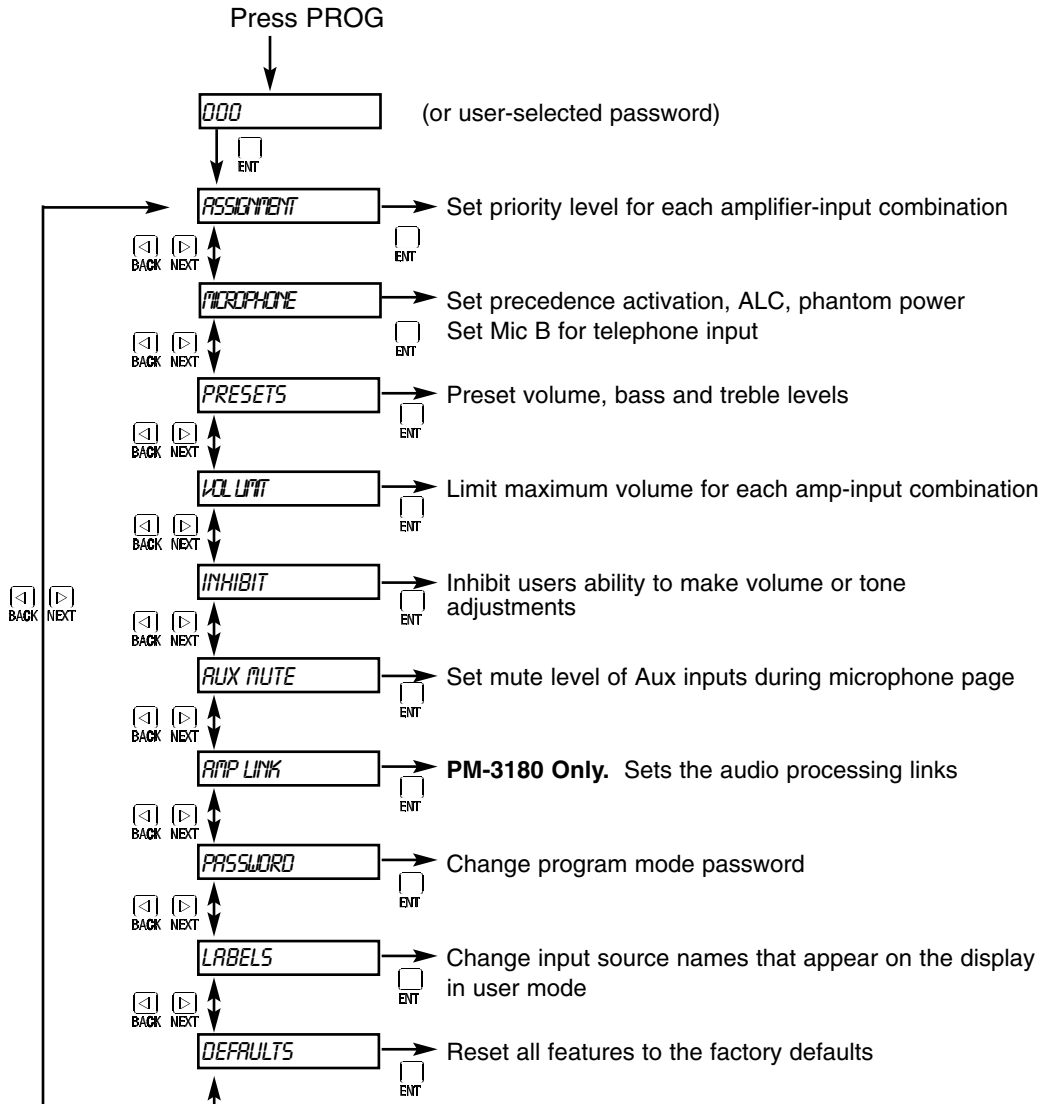 Press PROG
000 (or user-selected password)
ENT
ASSIGNMENT Set priority level for each amplifier-input combination
BACK NEXT ENT
MICROPHONE Set precedence activation, ALC, phantom power
Set Mic B for telephone input
BACK NEXT ENT
PRESETS Preset volume, bass and treble levels
BACK NEXT ENT
VOL LIMIT Limit maximum volume for each amp-input combination
BACK NEXT ENT
INHIBIT Inhibit users ability to make volume or tone
adjustments
BACK NEXT BACK NEXT ENT
AUX MUTE Set mute level of Aux inputs during microphone page
BACK NEXT ENT
AMP LINK PM-3180 Only. Sets the audio processing links
BACK NEXT ENT
PASSWORD Change program mode password
BACK NEXT ENT
LABELS Change input source names that appear on the display
in user mode
BACK NEXT ENT
DEFAULTS Reset all features to the factory defaults
ENT